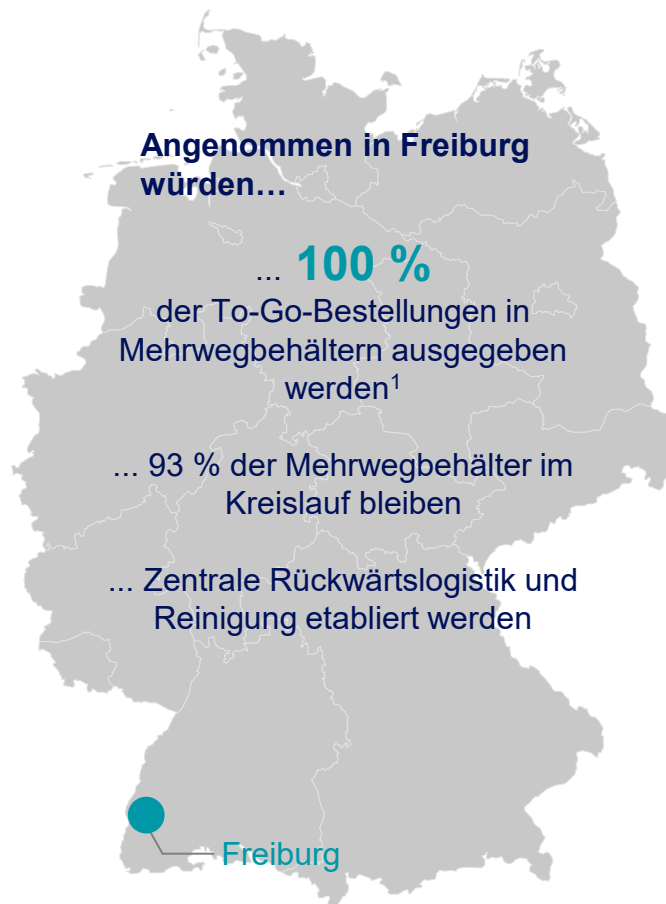 Angenommen in Freiburg
würden…
... 100 %
der To-Go-Bestellungen in
Mehrwegbehältern ausgegeben
werden¹
... 93 % der Mehrwegbehälter im
Kreislauf bleiben
... Zentrale Rückwärtslogistik und
Reinigung etabliert werden
Freiburg